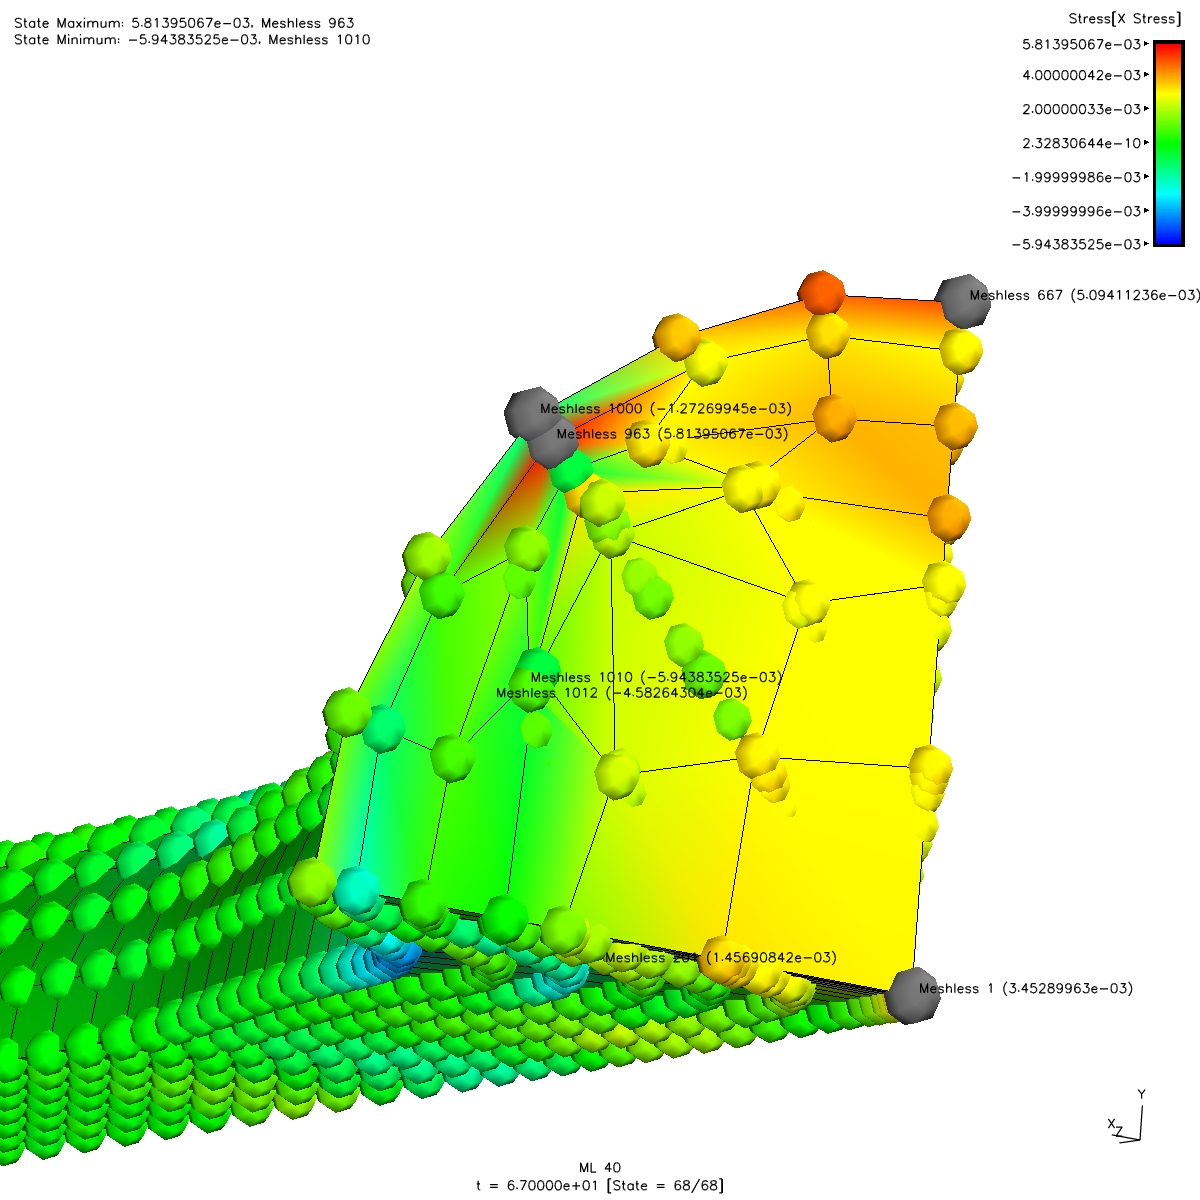 State Maximum: 5.81395067e-03, Meshless 963
State Minimum: -5.94383525e-03, Meshless 1010
Stress[X Stress]
5.81395067e-03
4.00000042e-03
2.00000033e-03
2.32830644e-10
-1.99999986e-03
-3.99999996e-03
-5.94383525e-03
Meshless 667 (5.09411236e-03)
Meshless 1000 (-1.27269945e-03)
Meshless 963 (5.81395067e-03)
Meshless 1010 (-5.94383525e-03)
Meshless 1012 (-4.58264304e-03)
Meshless 201 (1.45690842e-03)
Meshless 1 (3.45289963e-03)
Y
X
Z
ML 40
t = 6.70000e+01 [State = 68/68]